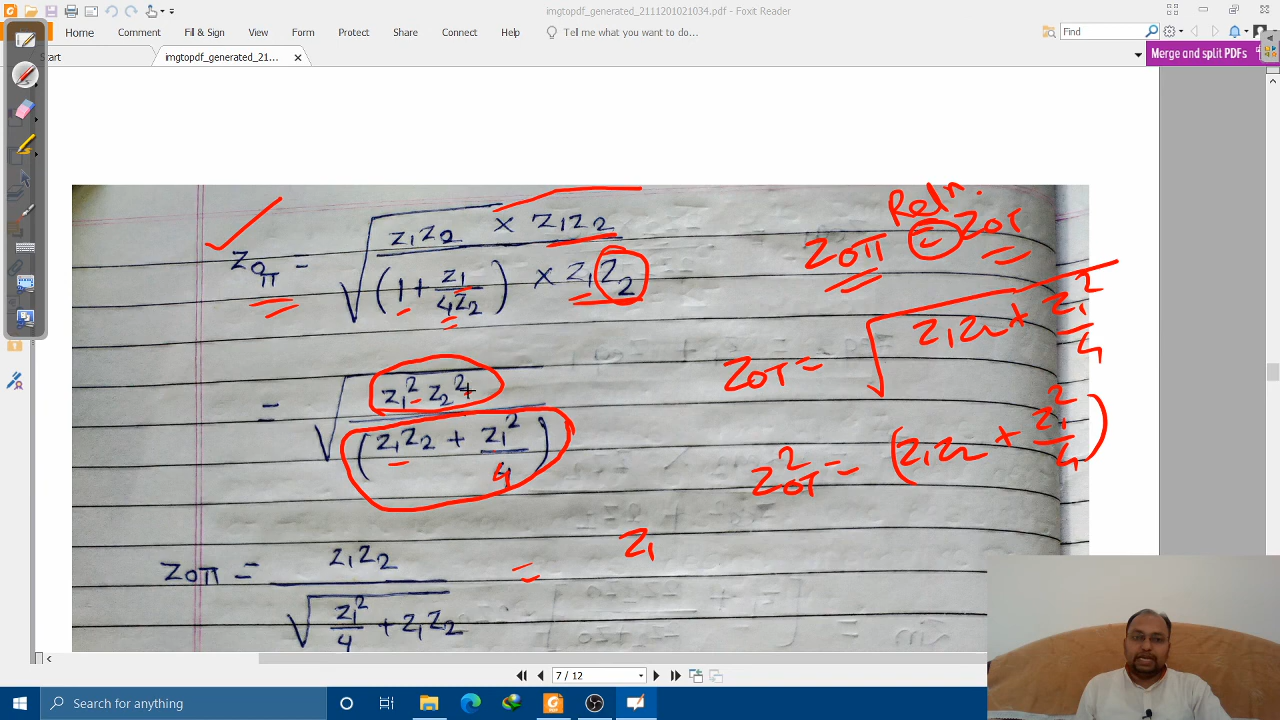 imgtopdf_generated_2111201021034.pdf - Foxit Reader
Home Comment Fill & Sign View Form Protect Share Connect Help Tell me what you want to do... Find
Start imgtopdf_generated_21... Merge and split PDFs
Z0π = √((Z1Z2 × Z1Z2) / ((1 + Z1/4Z2) × Z1Z2))
= √((Z1² Z2²) / (Z1Z2 + Z1²/4))
Z0π = Z1Z2 / √(Z1²/4 + Z1Z2) = Z1
Reln.
Z0π = Z0T
Z0T = √(Z1Z2 + Z1²/4)
Z²0T = (Z1Z2 + Z1²/4)
7 / 12
Search for anything